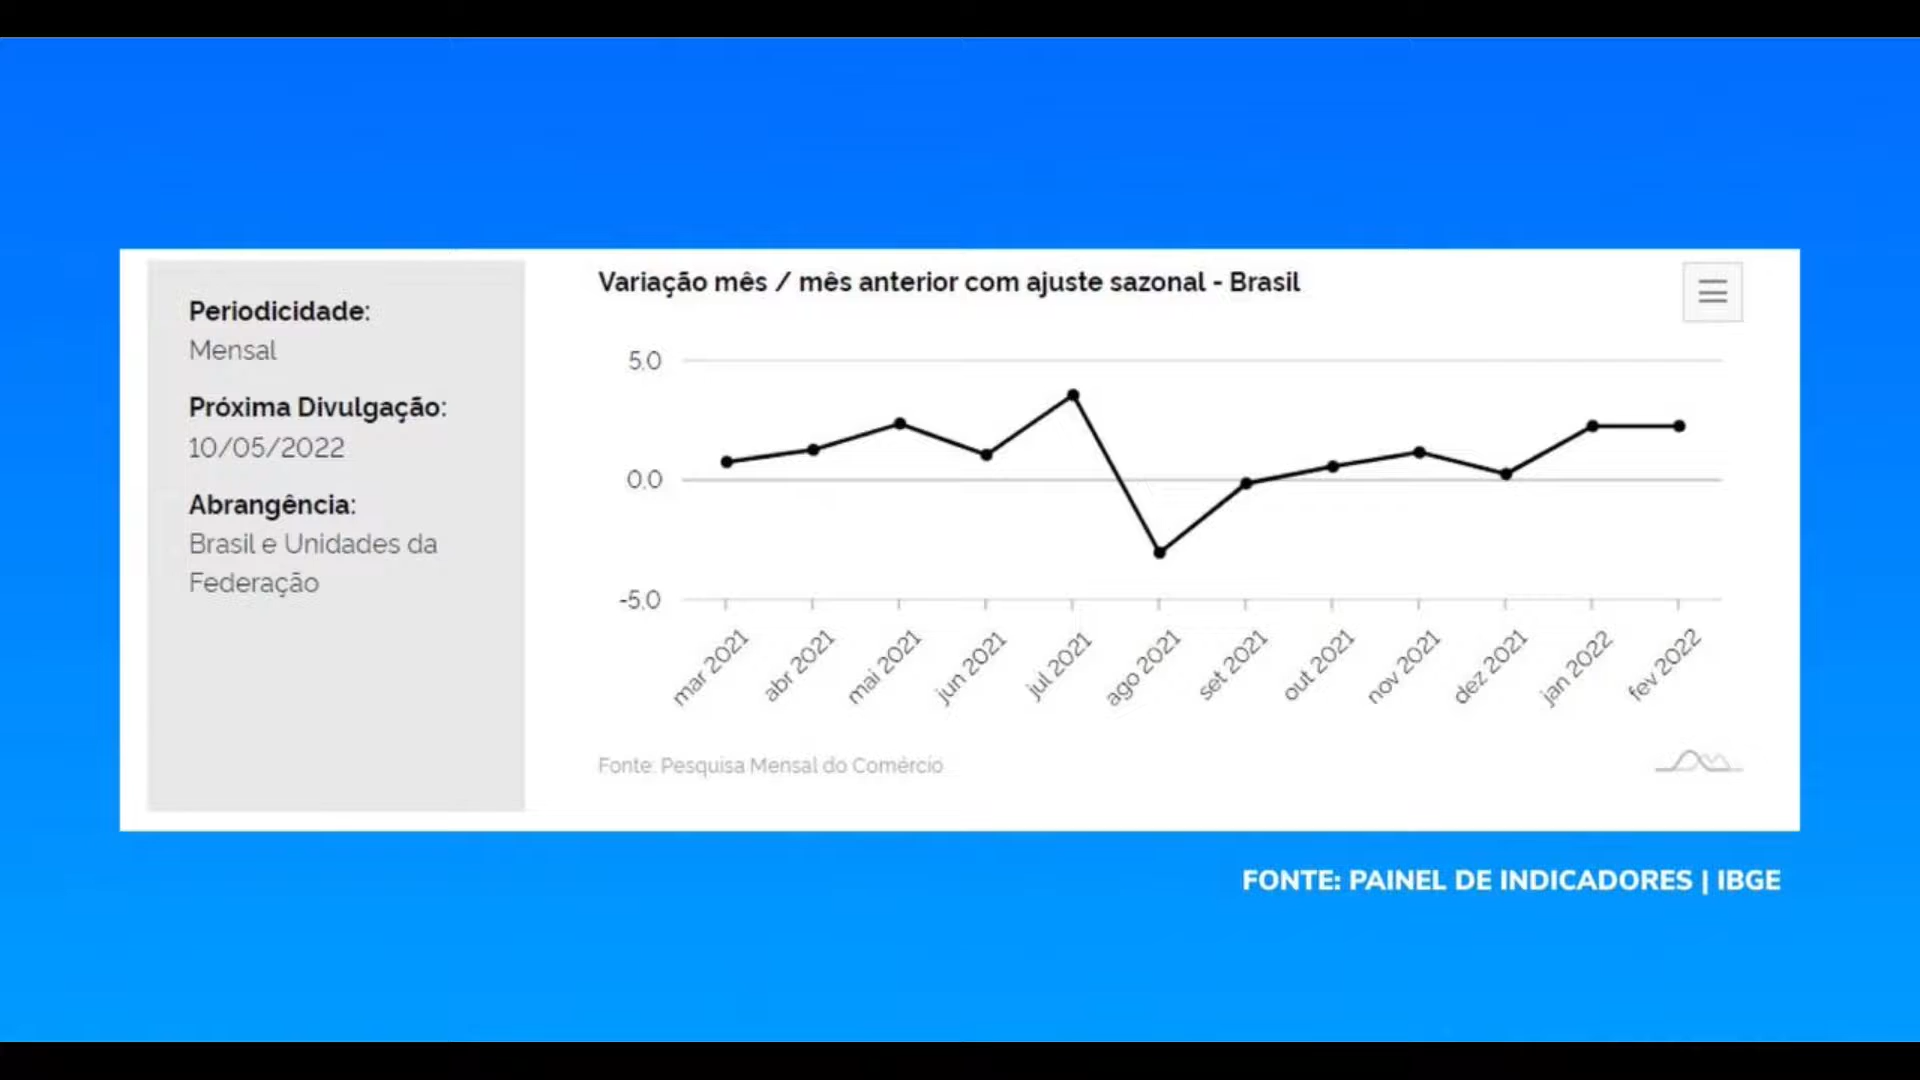 Periodicidade:
Mensal
Próxima Divulgação:
10/05/2022
Abrangência:
Brasil e Unidades da
Federação
Variação mês / mês anterior com ajuste sazonal - Brasil
5.0
0.0
-5.0
mar 2021
abr 2021
mai 2021
jun 2021
jul 2021
ago 2021
set 2021
out 2021
nov 2021
dez 2021
jan 2022
fev 2022
Fonte: Pesquisa Mensal do Comércio
FONTE: PAINEL DE INDICADORES | IBGE